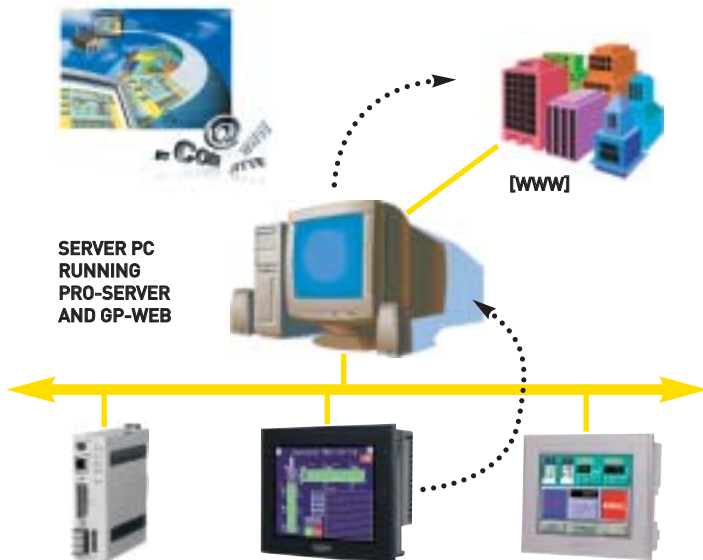 @
[WWW]
SERVER PC
RUNNING
PRO-SERVER
AND GP-WEB